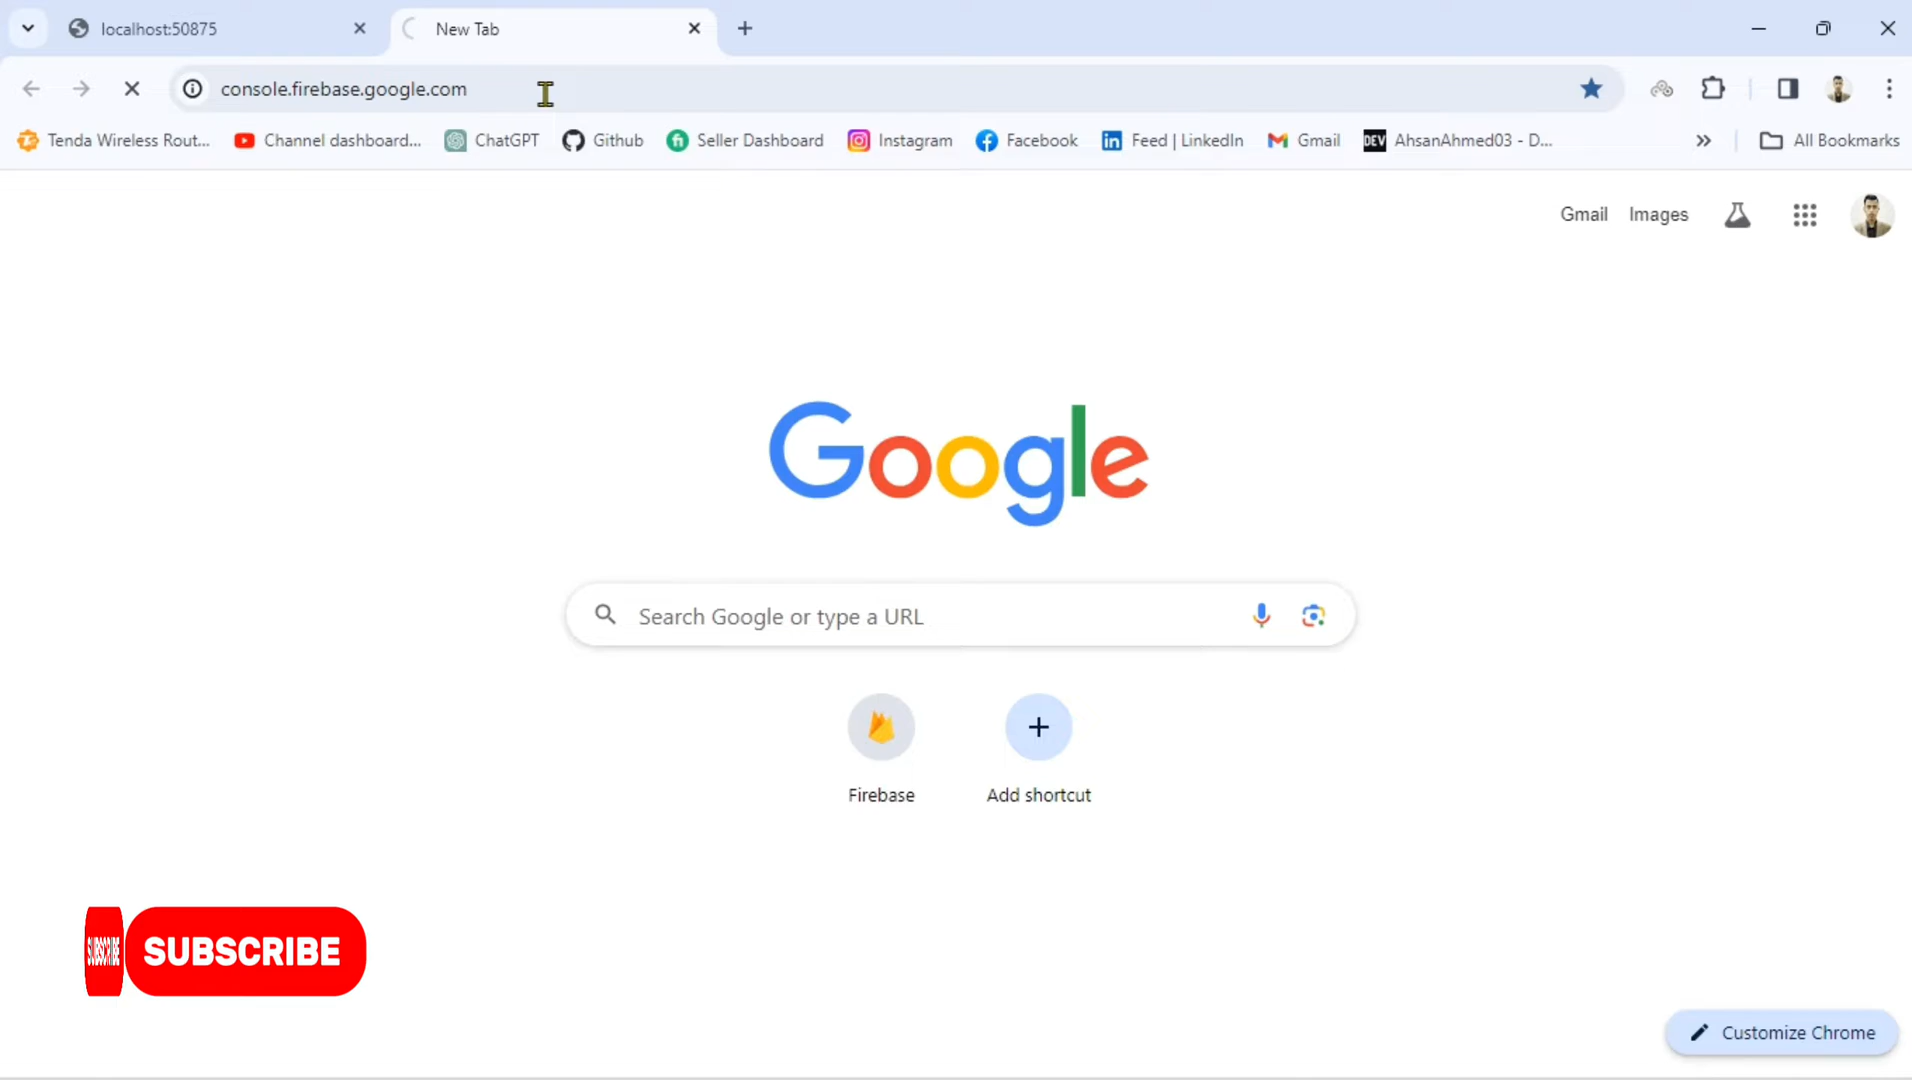 localhost:50875
New Tab
console.firebase.google.com
Tenda Wireless Rout...
Channel dashboard...
ChatGPT
Github
Seller Dashboard
Instagram
Facebook
Feed | LinkedIn
Gmail
DEV AhsanAhmed03 - D...
All Bookmarks
Gmail
Images
Google
Search Google or type a URL
Firebase
Add shortcut
SUBSCRIBE
SUBSCRIBE
Customize Chrome